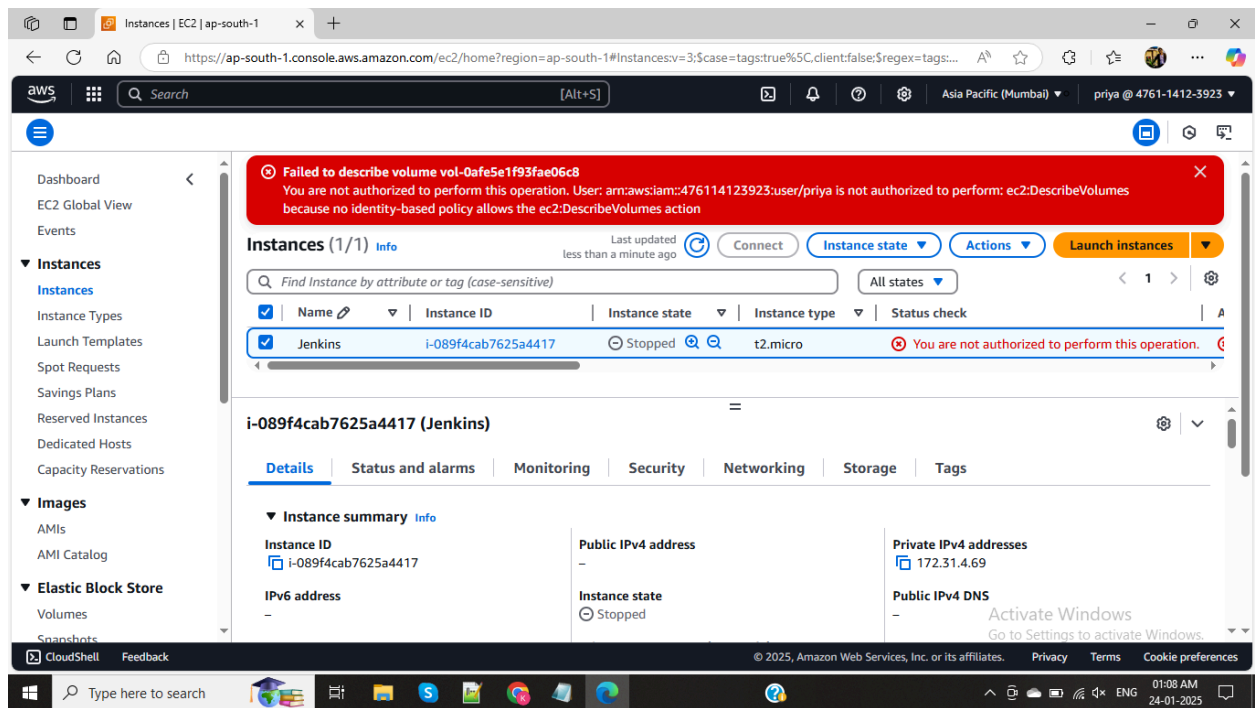 Instances | EC2 | ap-south-1
https://ap-south-1.console.aws.amazon.com/ec2/home?region=ap-south-1#Instances:v=3;$case=tags:true%5C,client:false;$regex=tags:...
aws
Search [Alt+S]
Asia Pacific (Mumbai) priya @ 4761-1412-3923
Dashboard
EC2 Global View
Events
Instances
Instances
Instance Types
Launch Templates
Spot Requests
Savings Plans
Reserved Instances
Dedicated Hosts
Capacity Reservations
Images
AMIs
AMI Catalog
Elastic Block Store
Volumes
Snapshots
Failed to describe volume vol-0afe5e1f93fae06c8
You are not authorized to perform this operation. User: arn:aws:iam::476114123923:user/priya is not authorized to perform: ec2:DescribeVolumes
because no identity-based policy allows the ec2:DescribeVolumes action
Instances (1/1) Info
Last updated
less than a minute ago
Connect Instance state Actions Launch instances
Find Instance by attribute or tag (case-sensitive) All states 1
Name Instance ID Instance state Instance type Status check A
Jenkins i-089f4cab7625a4417 Stopped t2.micro You are not authorized to perform this operation.
i-089f4cab7625a4417 (Jenkins)
Details Status and alarms Monitoring Security Networking Storage Tags
Instance summary Info
Instance ID Public IPv4 address Private IPv4 addresses
i-089f4cab7625a4417 – 172.31.4.69
IPv6 address Instance state Public IPv4 DNS
– Stopped –
Activate Windows
Go to Settings to activate Windows.
CloudShell Feedback © 2025, Amazon Web Services, Inc. or its affiliates. Privacy Terms Cookie preferences
Type here to search
ENG 01:08 AM
24-01-2025